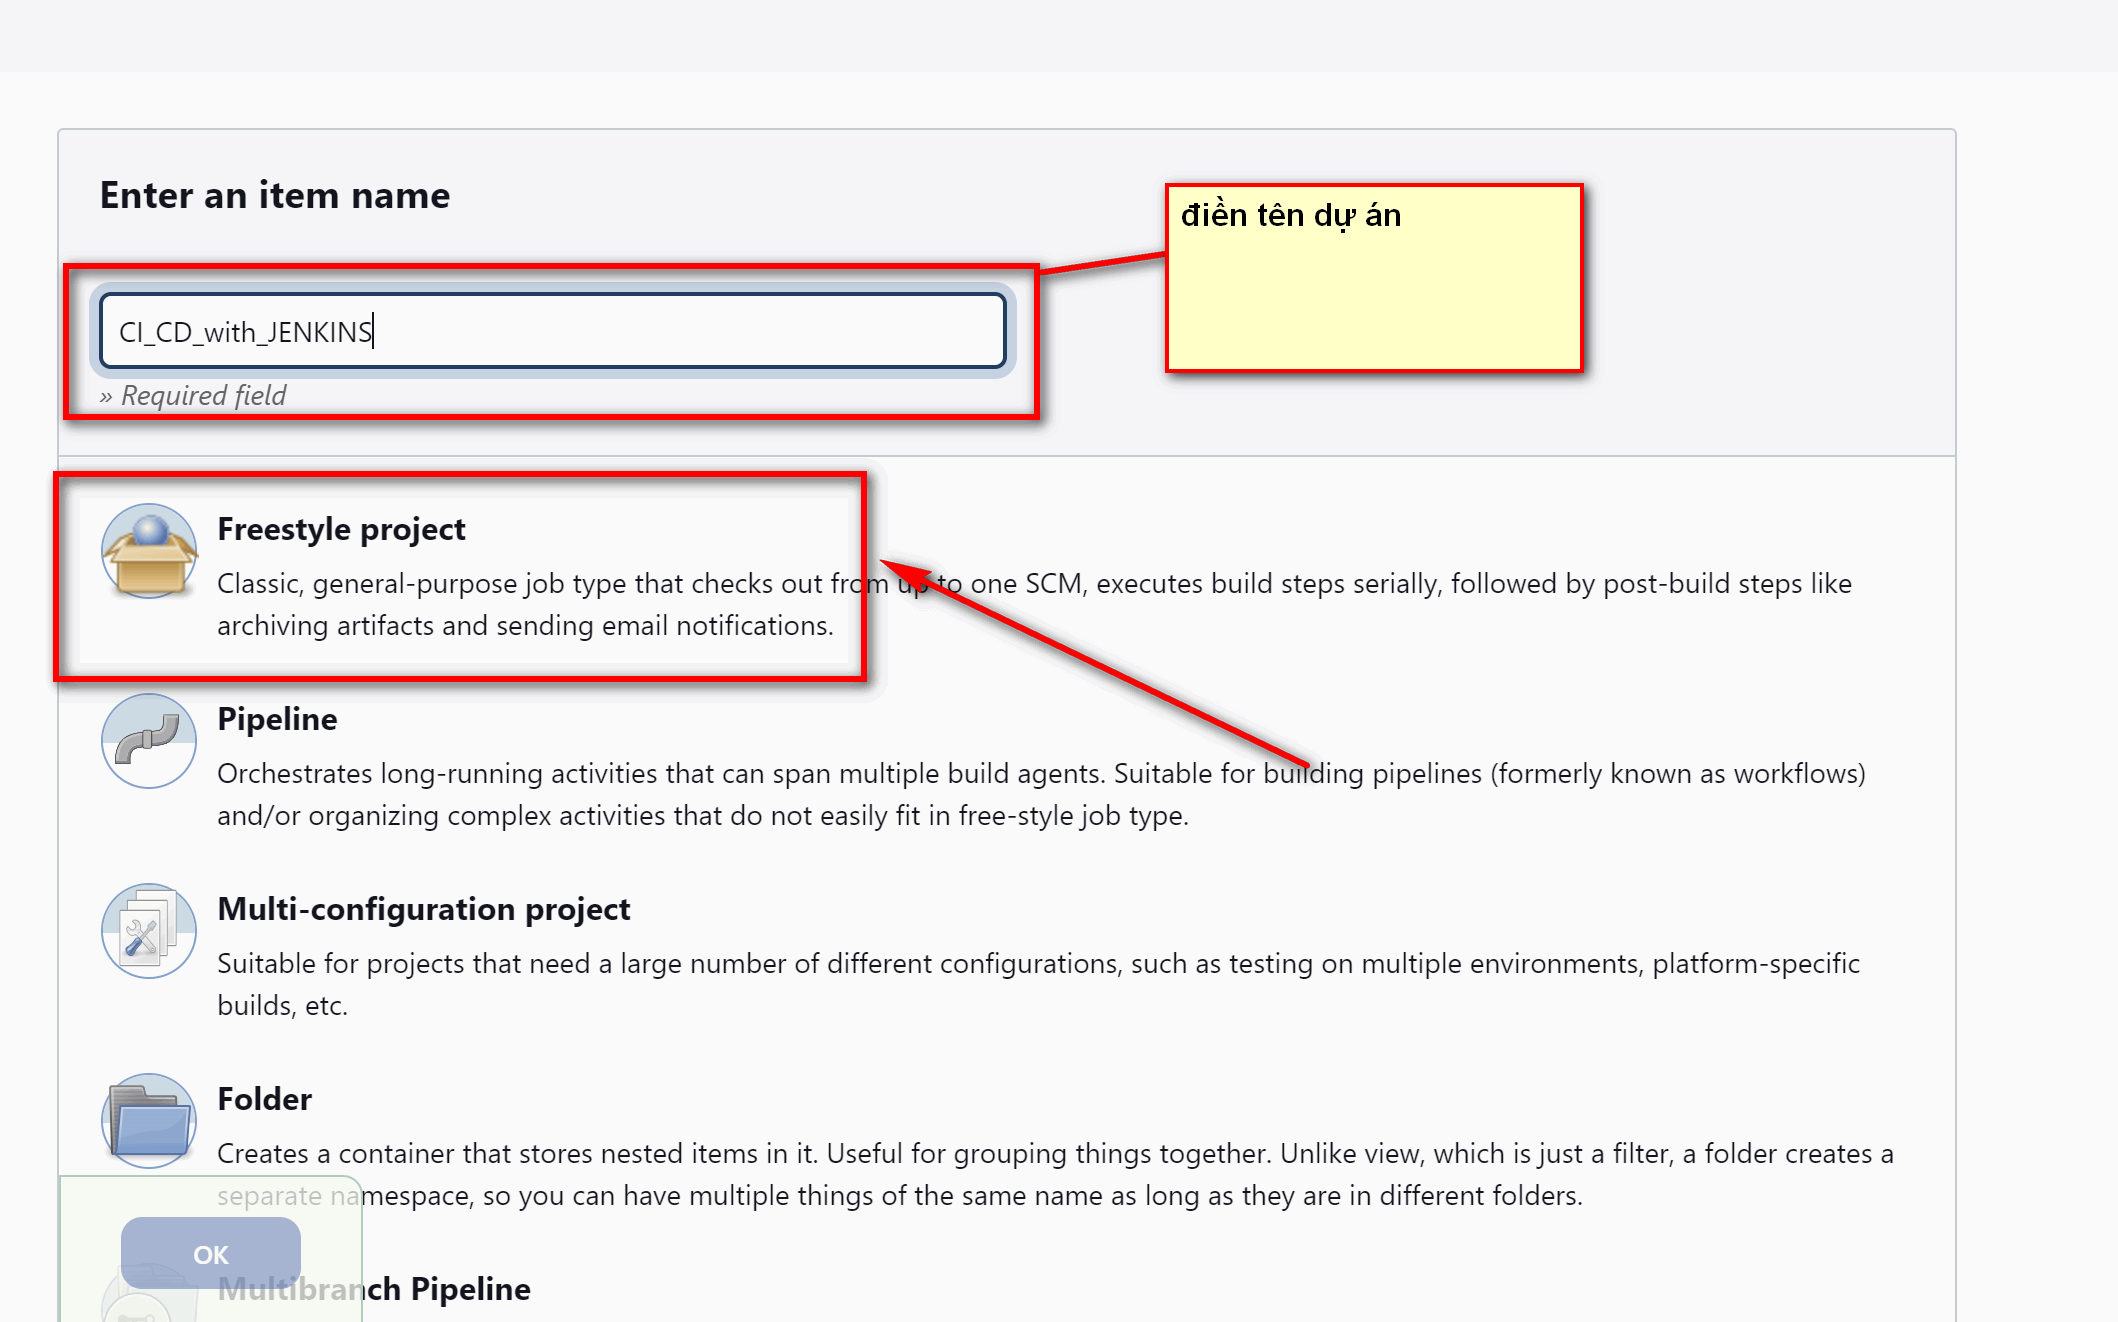 Enter an item name
điền tên dự án
CI_CD_with_JENKINS
» Required field
Freestyle project
Classic, general-purpose job type that checks out from up to one SCM, executes build steps serially, followed by post-build steps like
archiving artifacts and sending email notifications.
Pipeline
Orchestrates long-running activities that can span multiple build agents. Suitable for building pipelines (formerly known as workflows)
and/or organizing complex activities that do not easily fit in free-style job type.
Multi-configuration project
Suitable for projects that need a large number of different configurations, such as testing on multiple environments, platform-specific
builds, etc.
Folder
Creates a container that stores nested items in it. Useful for grouping things together. Unlike view, which is just a filter, a folder creates a
separate namespace, so you can have multiple things of the same name as long as they are in different folders.
OK
Multibranch Pipeline